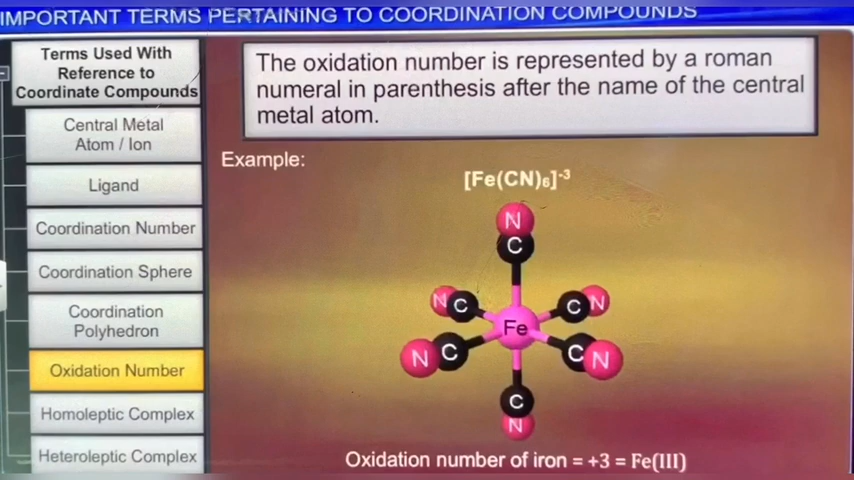 IMPORTANT TERMS PERTAINING TO COORDINATION COMPOUNDS
Terms Used With
Reference to
Coordinate Compounds
Central Metal
Atom / Ion
Ligand
Coordination Number
Coordination Sphere
Coordination
Polyhedron
Oxidation Number
Homoleptic Complex
Heteroleptic Complex
The oxidation number is represented by a roman
numeral in parenthesis after the name of the central
metal atom.
Example:
[Fe(CN)₆]⁻³
N
C
N C C N
Fe
N C C N
C
N
Oxidation number of iron = +3 = Fe(III)